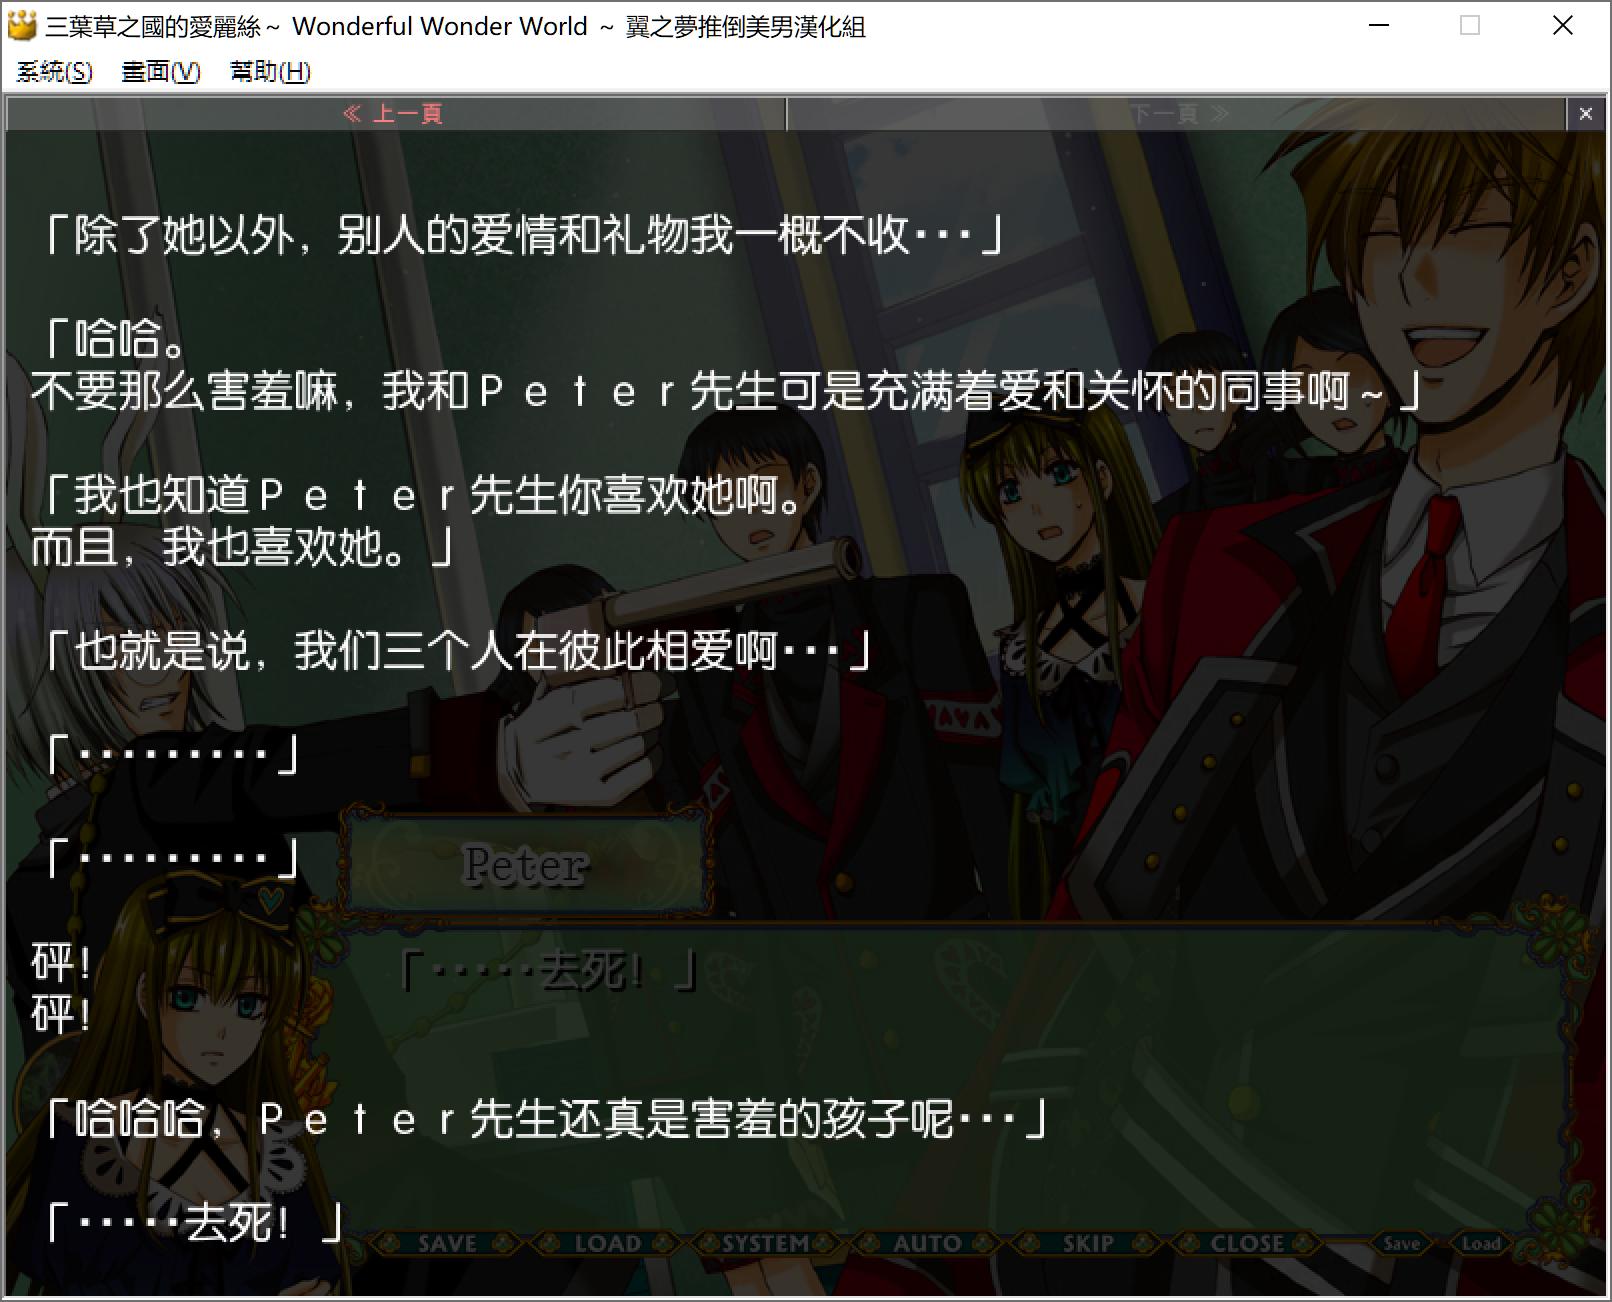 三葉草之國的愛麗絲~ Wonderful Wonder World ~ 翼之夢推倒美男漢化組
系統(S) 畫面(V) 幫助(H)
≪ 上一頁 下一頁 ≫ ×
「除了她以外，别人的爱情和礼物我一概不收···」
「哈哈。
不要那么害羞嘛，我和Ｐｅｔｅｒ先生可是充满着爱和关怀的同事啊～」
「我也知道Ｐｅｔｅｒ先生你喜欢她啊。
而且，我也喜欢她。」
「也就是说，我们三个人在彼此相爱啊···」
「·········」
「·········」
Peter
砰！
砰！
「·····去死！」
「哈哈哈，Ｐｅｔｅｒ先生还真是害羞的孩子呢···」
「·····去死！」
SAVE LOAD SYSTEM AUTO SKIP CLOSE Save Load